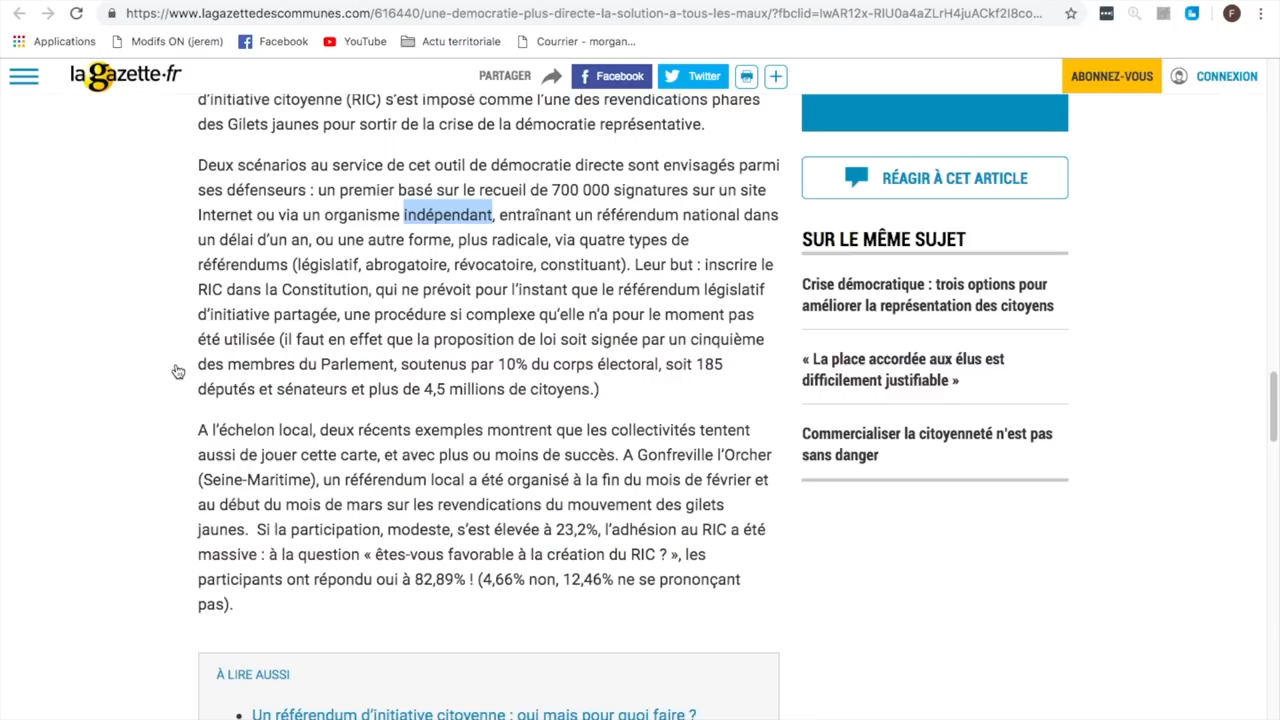 https://www.lagazettedescommunes.com/616440/une-democratie-plus-directe-la-solution-a-tous-les-maux/?fbclid=IwAR12x-RlU0a4aZLrH4juACkf2I8co...
F
Applications
Modifs ON (jerem)
Facebook
YouTube
Actu territoriale
Courrier - morgan...
la gazette.fr
PARTAGER
Facebook
Twitter
ABONNEZ-VOUS
CONNEXION
d'initiative citoyenne (RIC) s'est imposé comme l'une des revendications phares
des Gilets jaunes pour sortir de la crise de la démocratie représentative.
Deux scénarios au service de cet outil de démocratie directe sont envisagés parmi
ses défenseurs : un premier basé sur le recueil de 700 000 signatures sur un site
Internet ou via un organisme indépendant, entraînant un référendum national dans
un délai d'un an, ou une autre forme, plus radicale, via quatre types de
référendums (législatif, abrogatoire, révocatoire, constituant). Leur but : inscrire le
RIC dans la Constitution, qui ne prévoit pour l'instant que le référendum législatif
d'initiative partagée, une procédure si complexe qu'elle n'a pour le moment pas
été utilisée (il faut en effet que la proposition de loi soit signée par un cinquième
des membres du Parlement, soutenus par 10% du corps électoral, soit 185
députés et sénateurs et plus de 4,5 millions de citoyens.)
A l'échelon local, deux récents exemples montrent que les collectivités tentent
aussi de jouer cette carte, et avec plus ou moins de succès. A Gonfreville l'Orcher
(Seine-Maritime), un référendum local a été organisé à la fin du mois de février et
au début du mois de mars sur les revendications du mouvement des gilets
jaunes.  Si la participation, modeste, s'est élevée à 23,2%, l'adhésion au RIC a été
massive : à la question « êtes-vous favorable à la création du RIC ? », les
participants ont répondu oui à 82,89% ! (4,66% non, 12,46% ne se prononçant
pas).
À LIRE AUSSI
• Un référendum d'initiative citoyenne : oui mais pour quoi faire ?
RÉAGIR À CET ARTICLE
SUR LE MÊME SUJET
Crise démocratique : trois options pour
améliorer la représentation des citoyens
« La place accordée aux élus est
difficilement justifiable »
Commercialiser la citoyenneté n'est pas
sans danger